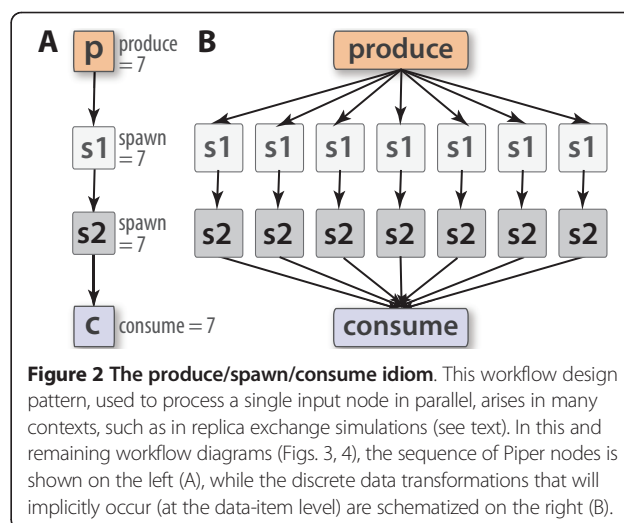 A
p
produce
= 7
B
produce
s1
spawn
= 7
s1 s1 s1 s1 s1 s1 s1
s2
spawn
= 7
s2 s2 s2 s2 s2 s2 s2
c
consume = 7
consume
Figure 2 The produce/spawn/consume idiom. This workflow design
pattern, used to process a single input node in parallel, arises in many
contexts, such as in replica exchange simulations (see text). In this and
remaining workflow diagrams (Figs. 3, 4), the sequence of Piper nodes is
shown on the left (A), while the discrete data transformations that will
implicitly occur (at the data-item level) are schematized on the right (B).